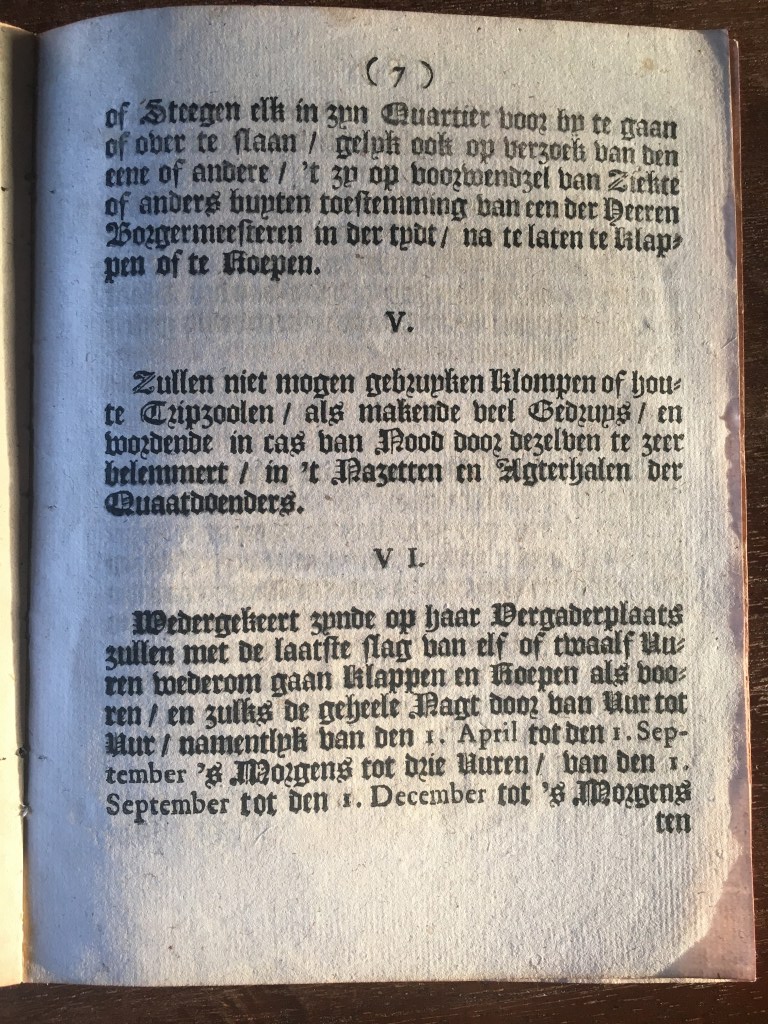 ( 7 )
of Steegen elk in zyn Quartier voor by te gaan
of over te slaan / gelyk ook op verzoek van den
eene of andere / 't zy op voorwendzel van Ziekte
of anders buyten toestemming van een der Heeren
Borgermeesteren in der tydt / na te laten te klap-
pen of te Roepen.
V.
Zullen niet mogen gebruyken Klompen of hou-
te Tripzoolen / als makende veel Gedruys / en
wordende in cas van Nood door dezelven te zeer
belemmert / in 't Nazetten en Agterhalen der
Quaatdoenders.
V I.
Wedergekeert zynde op haar Vergaderplaats
zullen met de laatste slag van elf of twaalf Uu-
ren wederom gaan Klappen en Roepen als voo-
ren / en zulks de geheele Nagt door van Uur tot
Uur / namentlyk van den 1. April tot den 1. Sep-
tember 's Morgens tot drie Uuren / van den 1.
September tot den 1. December tot 's Morgens
ten